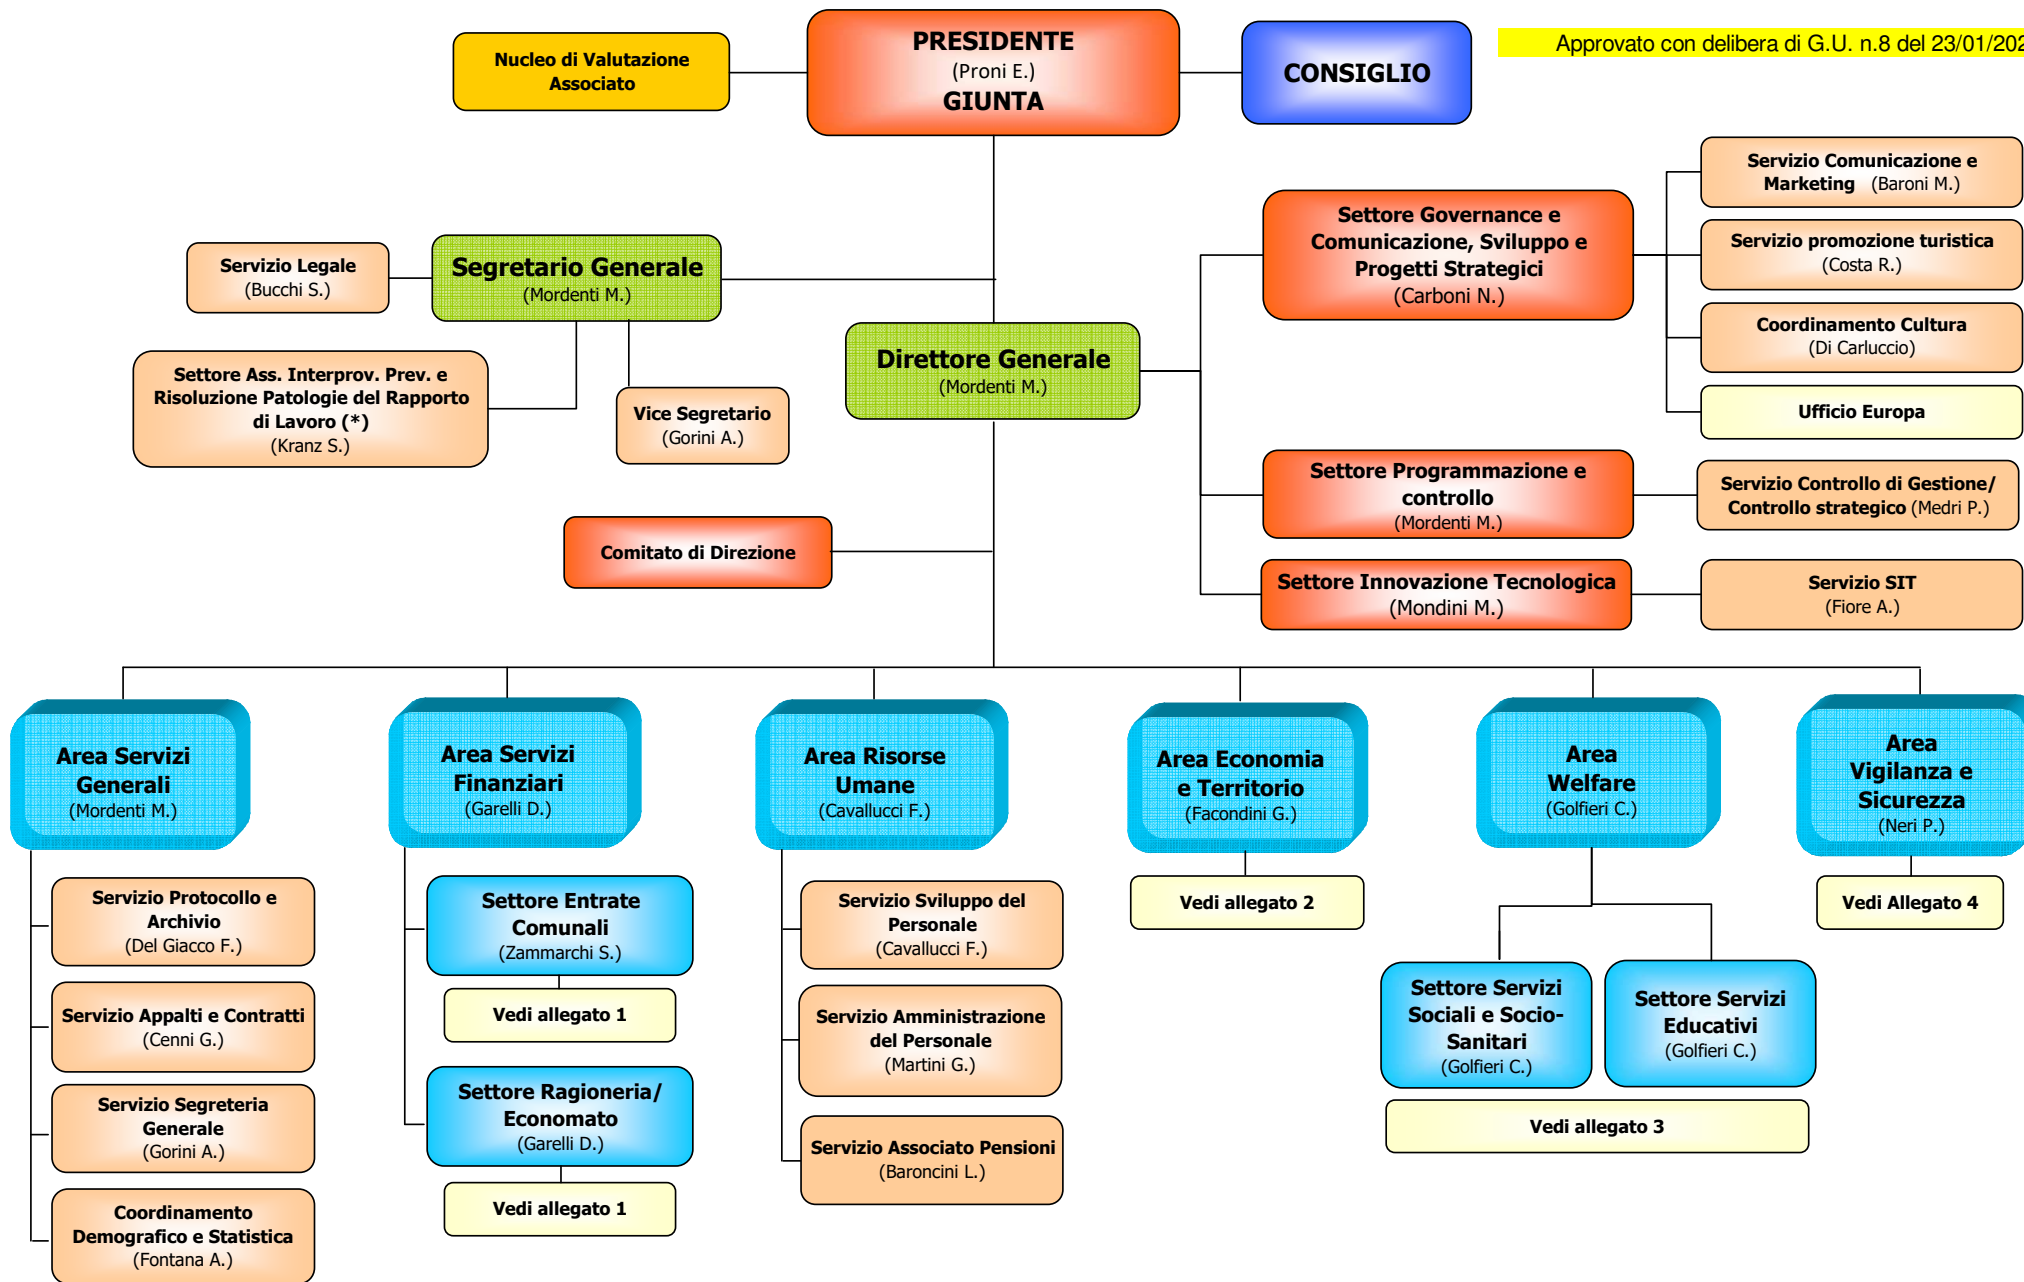 Nucleo di Valutazione
Associato
PRESIDENTE
(Proni E.)
GIUNTA
CONSIGLIO
Approvato con delibera di G.U. n.8 del 23/01/202
Servizio Comunicazione e
Marketing (Baroni M.)
Settore Governance e
Comunicazione, Sviluppo e
Progetti Strategici
(Carboni N.)
Servizio promozione turistica
(Costa R.)
Servizio Legale
(Bucchi S.)
Segretario Generale
(Mordenti M.)
Coordinamento Cultura
(Di Carluccio)
Direttore Generale
(Mordenti M.)
Settore Ass. Interprov. Prev. e
Risoluzione Patologie del Rapporto
di Lavoro (*)
(Kranz S.)
Vice Segretario
(Gorini A.)
Ufficio Europa
Settore Programmazione e
controllo
(Mordenti M.)
Servizio Controllo di Gestione/
Controllo strategico (Medri P.)
Comitato di Direzione
Settore Innovazione Tecnologica
(Mondini M.)
Servizio SIT
(Fiore A.)
Area Servizi
Generali
(Mordenti M.)
Area Servizi
Finanziari
(Garelli D.)
Area Risorse
Umane
(Cavallucci F.)
Area Economia
e Territorio
(Facondini G.)
Area
Welfare
(Golfieri C.)
Area
Vigilanza e
Sicurezza
(Neri P.)
Servizio Protocollo e
Archivio
(Del Giacco F.)
Servizio Appalti e Contratti
(Cenni G.)
Servizio Segreteria
Generale
(Gorini A.)
Coordinamento
Demografico e Statistica
(Fontana A.)
Settore Entrate
Comunali
(Zammarchi S.)
Vedi allegato 1
Settore Ragioneria/
Economato
(Garelli D.)
Vedi allegato 1
Servizio Sviluppo del
Personale
(Cavallucci F.)
Servizio Amministrazione
del Personale
(Martini G.)
Servizio Associato Pensioni
(Baroncini L.)
Vedi allegato 2
Settore Servizi
Sociali e Socio-
Sanitari
(Golfieri C.)
Settore Servizi
Educativi
(Golfieri C.)
Vedi allegato 3
Vedi Allegato 4